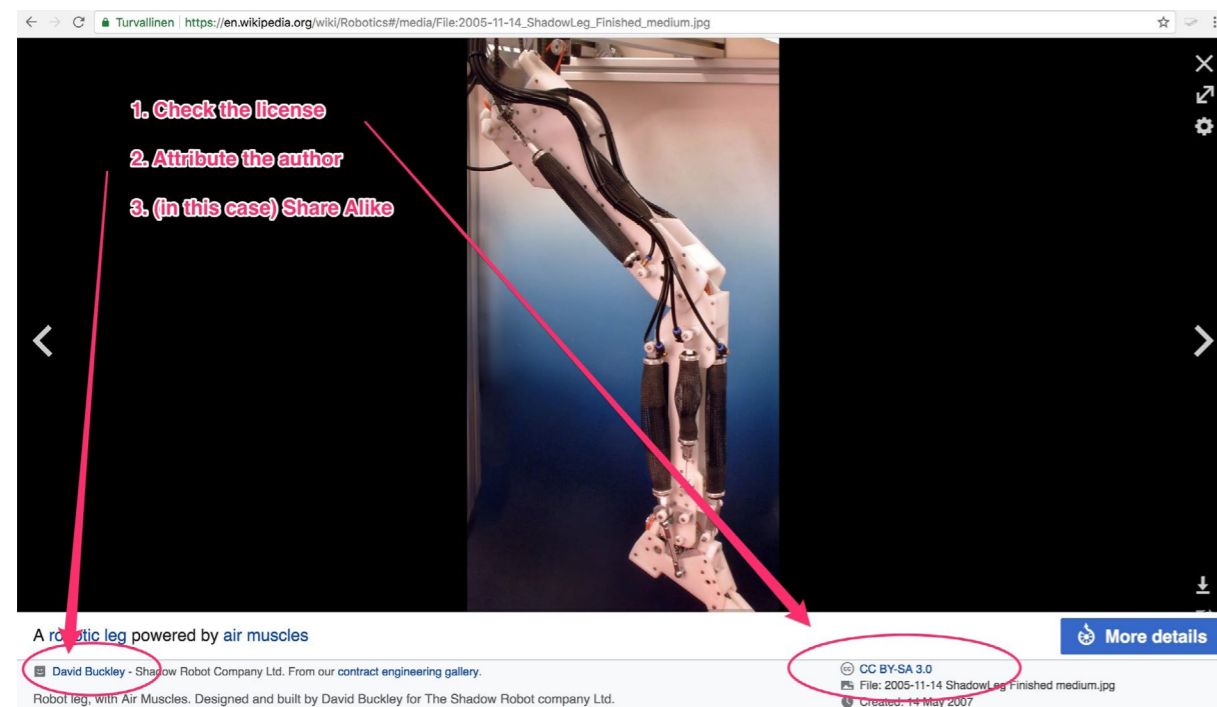 Turvallinen | https://en.wikipedia.org/wiki/Robotics#/media/File:2005-11-14_ShadowLeg_Finished_medium.jpg
1. Check the license
2. Attribute the author
3. (in this case) Share Alike
A robotic leg powered by air muscles
More details
David Buckley - Shadow Robot Company Ltd. From our contract engineering gallery.
CC BY-SA 3.0
File: 2005-11-14 ShadowLeg Finished medium.jpg
Robot leg, with Air Muscles. Designed and built by David Buckley for The Shadow Robot company Ltd.
Created: 14 May 2007